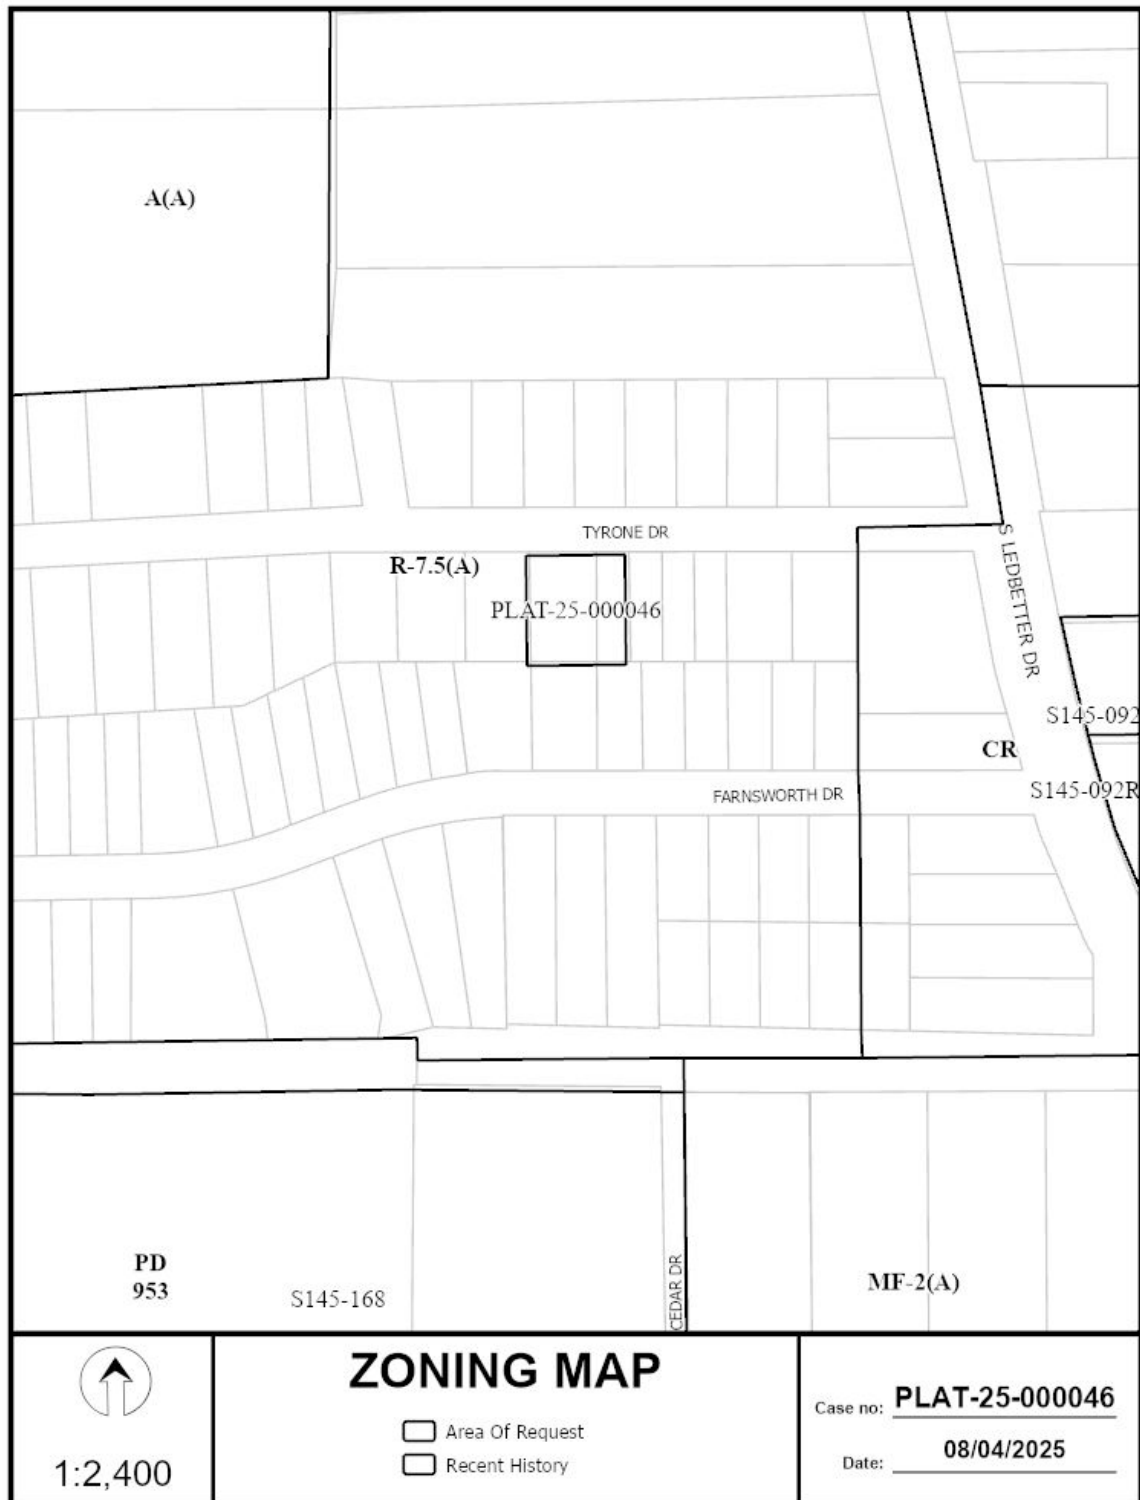 A(A)
TYRONE DR
R-7.5(A)
PLAT-25-000046
S LEDBETTER DR
S145-092
CR
S145-092R
FARNSWORTH DR
PD
953
S145-168
CEDAR DR
MF-2(A)
1:2,400
ZONING MAP
Area Of Request
Recent History
Case no: PLAT-25-000046
Date: 08/04/2025